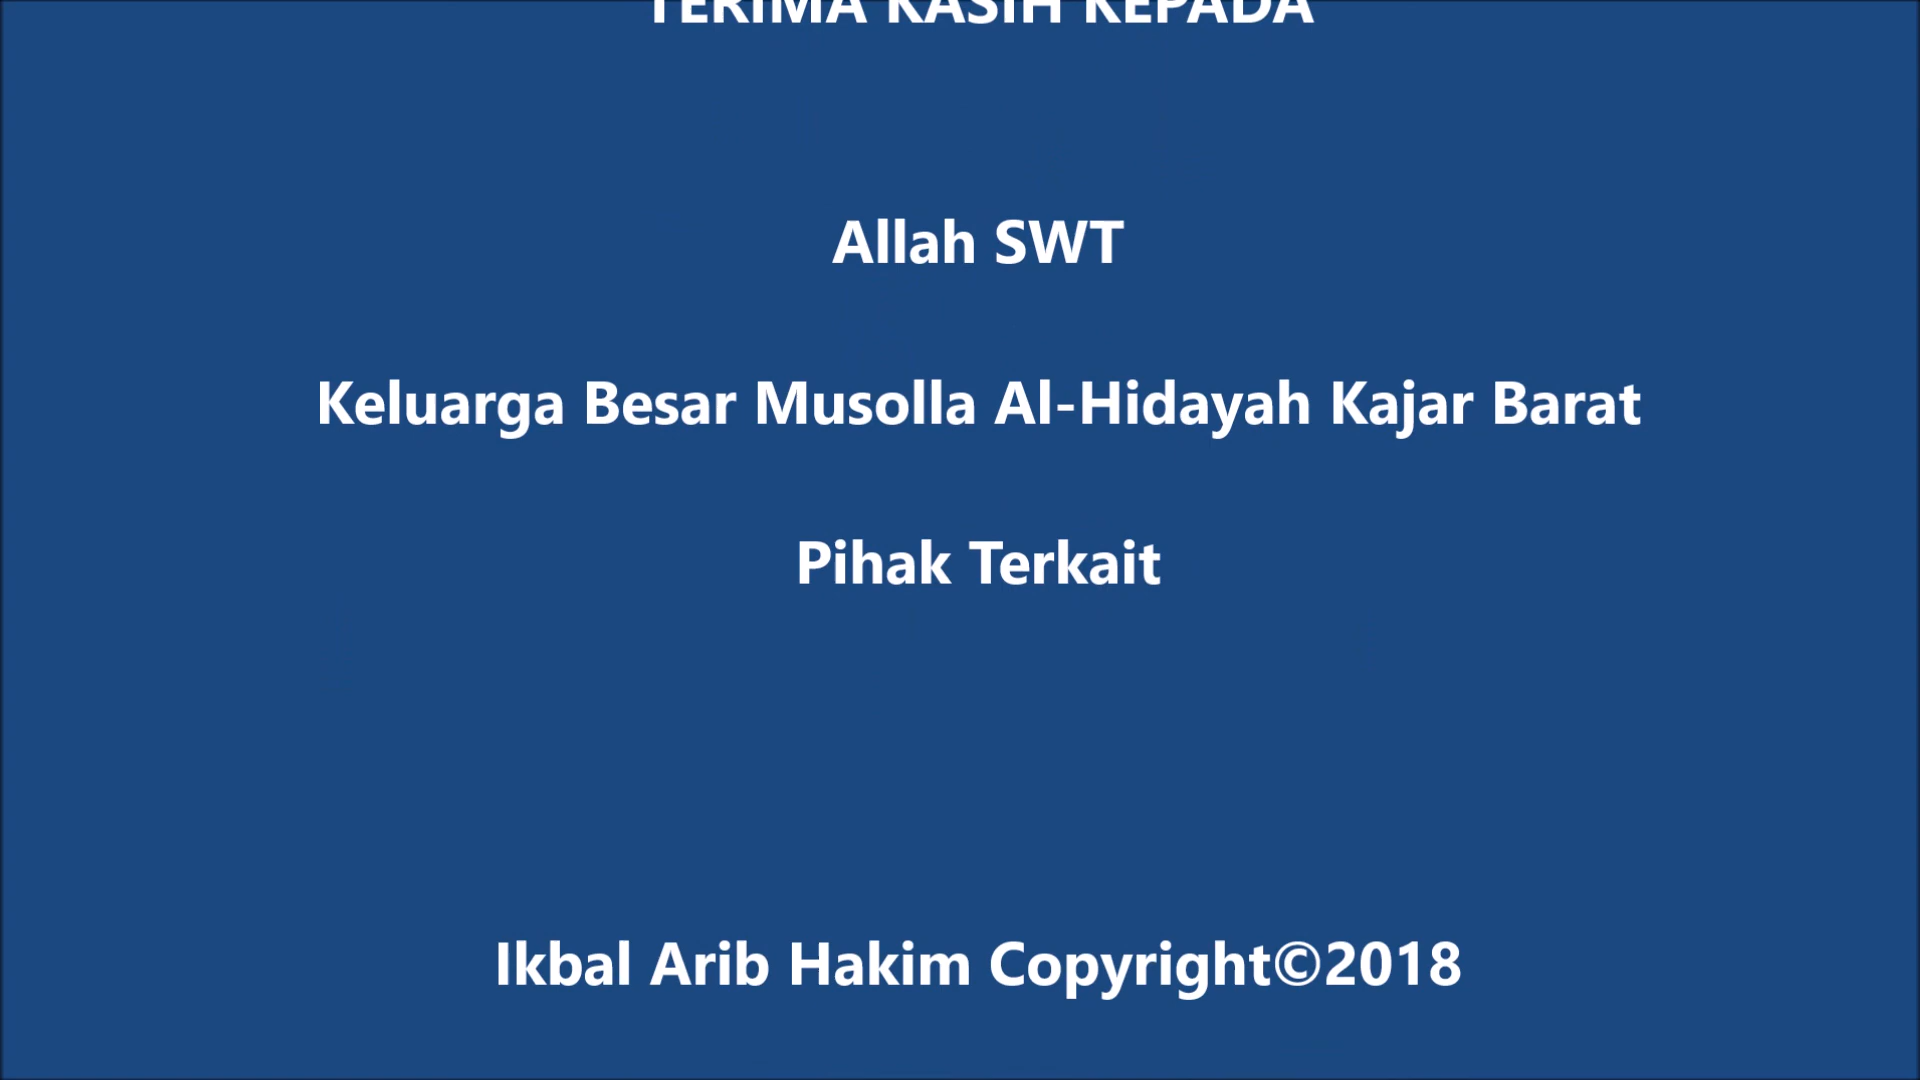 TERIMA KASIH KEPADA
Allah SWT
Keluarga Besar Musolla Al-Hidayah Kajar Barat
Pihak Terkait
Ikbal Arib Hakim Copyright©2018